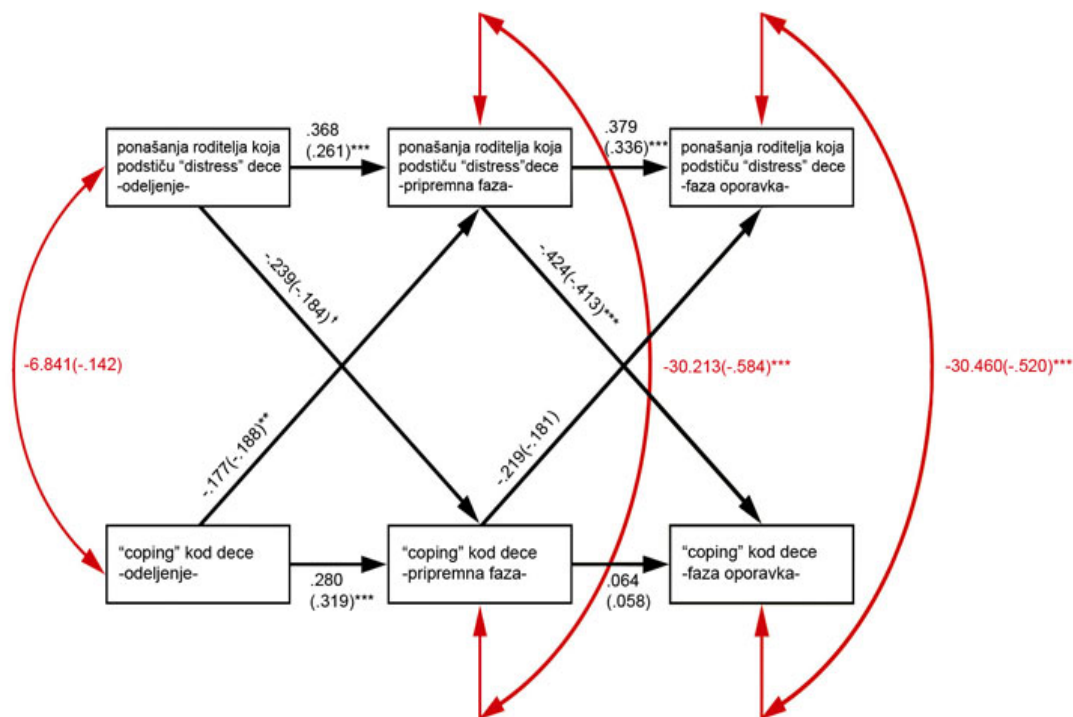 ponašanja roditelja koja
podstiču “distress” dece
-odeljenje-
.368
(.261)***
ponašanja roditelja koja
podstiču “distress”dece
-pripremna faza-
.379
(.336)***
ponašanja roditelja koja
podstiču “distress” dece
-faza oporavka-
-.239(-.184)†
-.424(-.413)***
-6.841(-.142)
-30.213(-.584)***
-30.460(-.520)***
-.177(-.188)**
-.219(-.181)
“coping” kod dece
-odeljenje-
.280
(.319)***
“coping” kod dece
-pripremna faza-
.064
(.058)
“coping” kod dece
-faza oporavka-